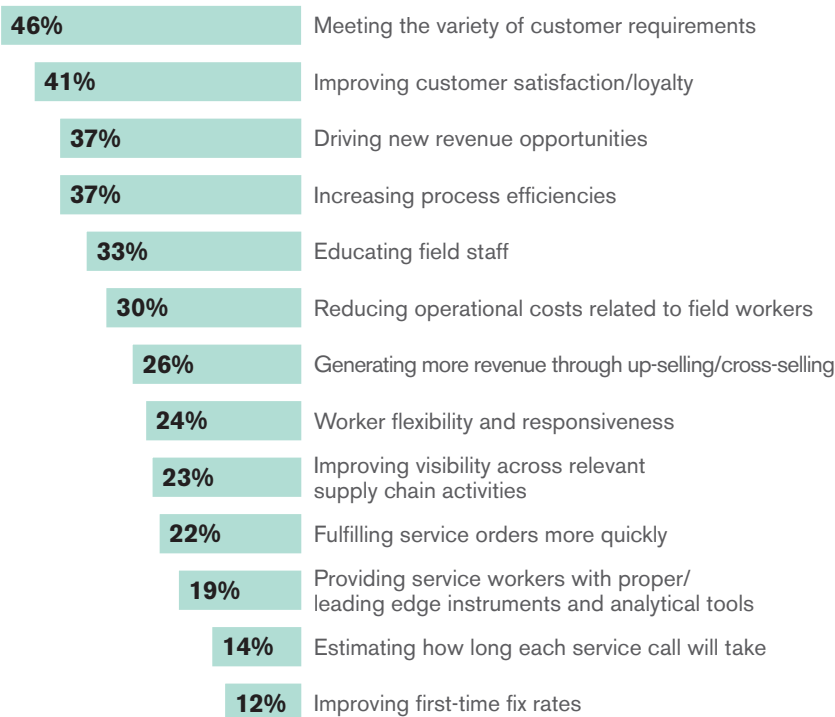 46% Meeting the variety of customer requirements
41% Improving customer satisfaction/loyalty
37% Driving new revenue opportunities
37% Increasing process efficiencies
33% Educating field staff
30% Reducing operational costs related to field workers
26% Generating more revenue through up-selling/cross-selling
24% Worker flexibility and responsiveness
23% Improving visibility across relevant
supply chain activities
22% Fulfilling service orders more quickly
19% Providing service workers with proper/
leading edge instruments and analytical tools
14% Estimating how long each service call will take
12% Improving first-time fix rates